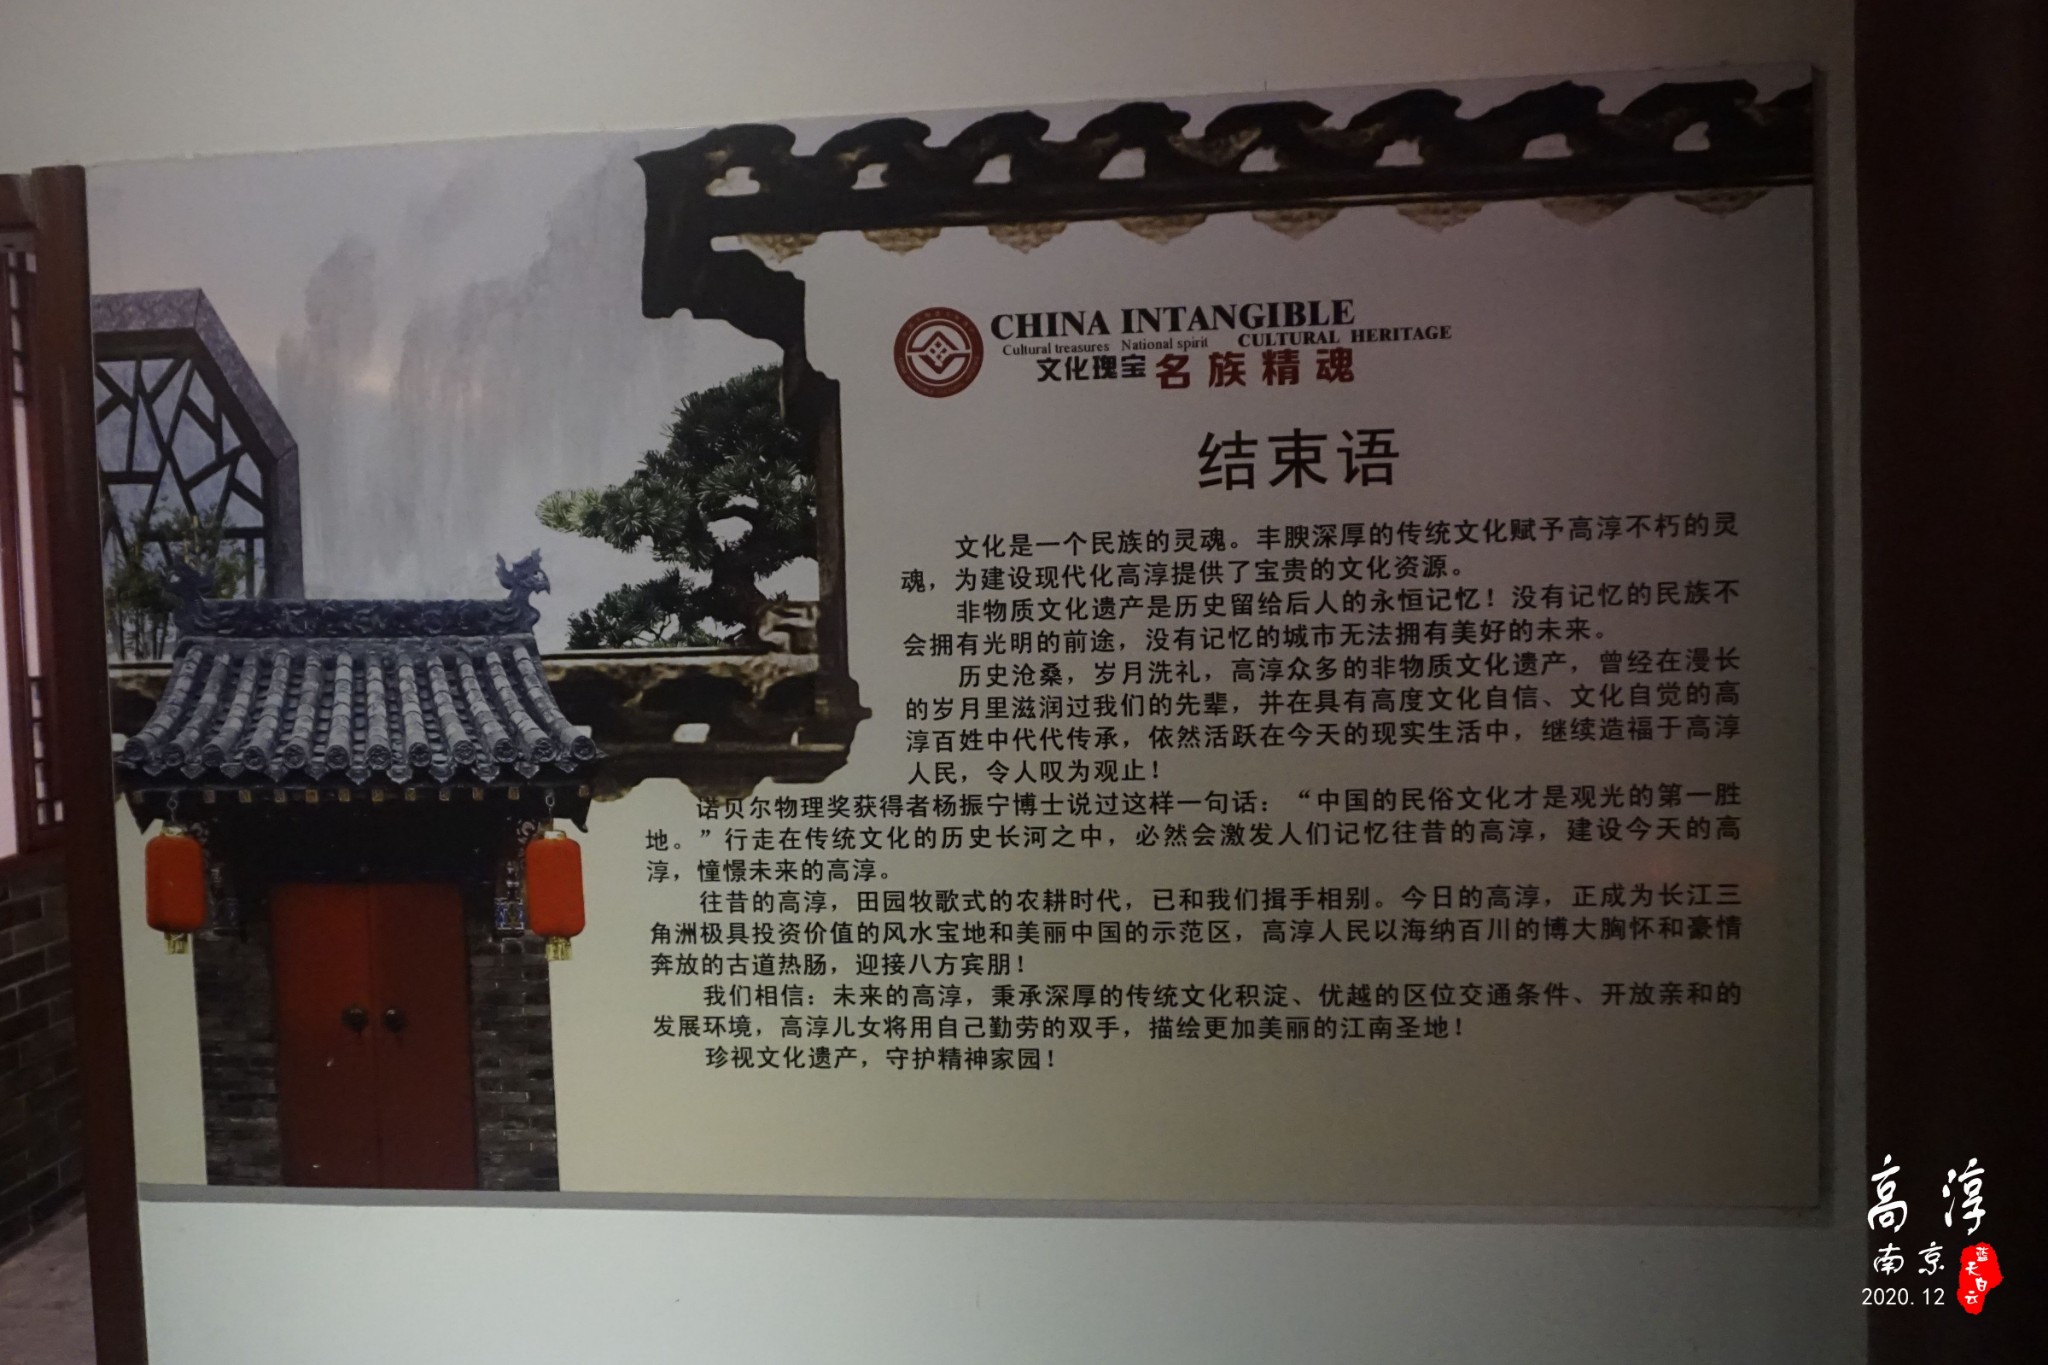 CHINA INTANGIBLE
CULTURAL HERITAGE
Cultural treasures National spirit
文化瑰宝 名族精魂
结束语
文化是一个民族的灵魂。丰腴深厚的传统文化赋予高淳不朽的灵
魂，为建设现代化高淳提供了宝贵的文化资源。
非物质文化遗产是历史留给后人的永恒记忆！没有记忆的民族不
会拥有光明的前途，没有记忆的城市无法拥有美好的未来。
历史沧桑，岁月洗礼，高淳众多的非物质文化遗产，曾经在漫长
的岁月里滋润过我们的先辈，并在具有高度文化自信、文化自觉的高
淳百姓中代代传承，依然活跃在今天的现实生活中，继续造福于高淳
人民，令人叹为观止！
诺贝尔物理奖获得者杨振宁博士说过这样一句话：“中国的民俗文化才是观光的第一胜
地。”行走在传统文化的历史长河之中，必然会激发人们记忆往昔的高淳，建设今天的高
淳，憧憬未来的高淳。
往昔的高淳，田园牧歌式的农耕时代，已和我们揖手相别。今日的高淳，正成为长江三
角洲极具投资价值的风水宝地和美丽中国的示范区，高淳人民以海纳百川的博大胸怀和豪情
奔放的古道热肠，迎接八方宾朋！
我们相信：未来的高淳，秉承深厚的传统文化积淀、优越的区位交通条件、开放亲和的
发展环境，高淳儿女将用自己勤劳的双手，描绘更加美丽的江南圣地！
珍视文化遗产，守护精神家园！
高淳
南京
蓝天白云
2020.12